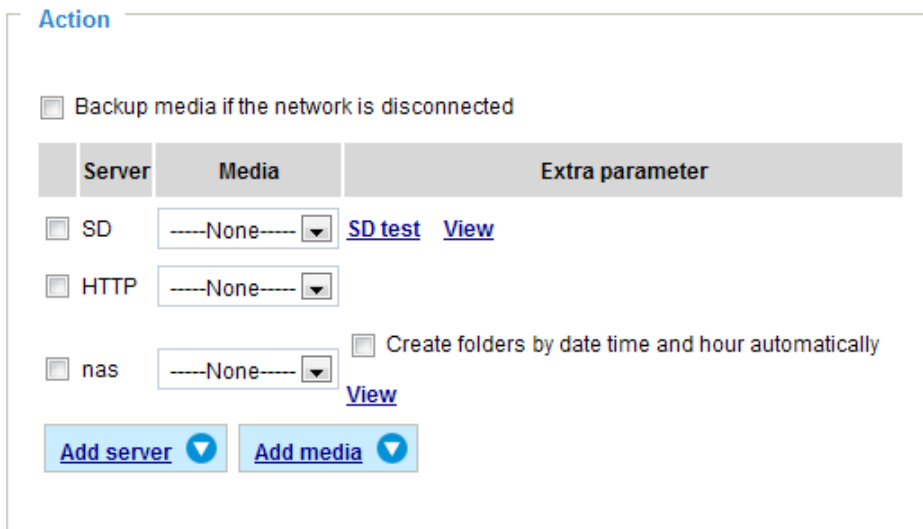 Action
Backup media if the network is disconnected
Server Media Extra parameter
SD -----None----- SD test View
HTTP -----None-----
nas -----None----- Create folders by date time and hour automatically
View
Add server Add media